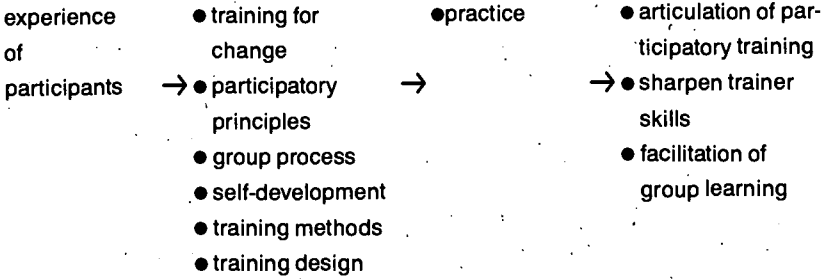 experience
of
participants
→
● training for
change
● participatory
principles
● group process
● self-development
● training methods
● training design
→
●practice
→
● articulation of par-
ticipatory training
● sharpen trainer
skills
● facilitation of
group learning